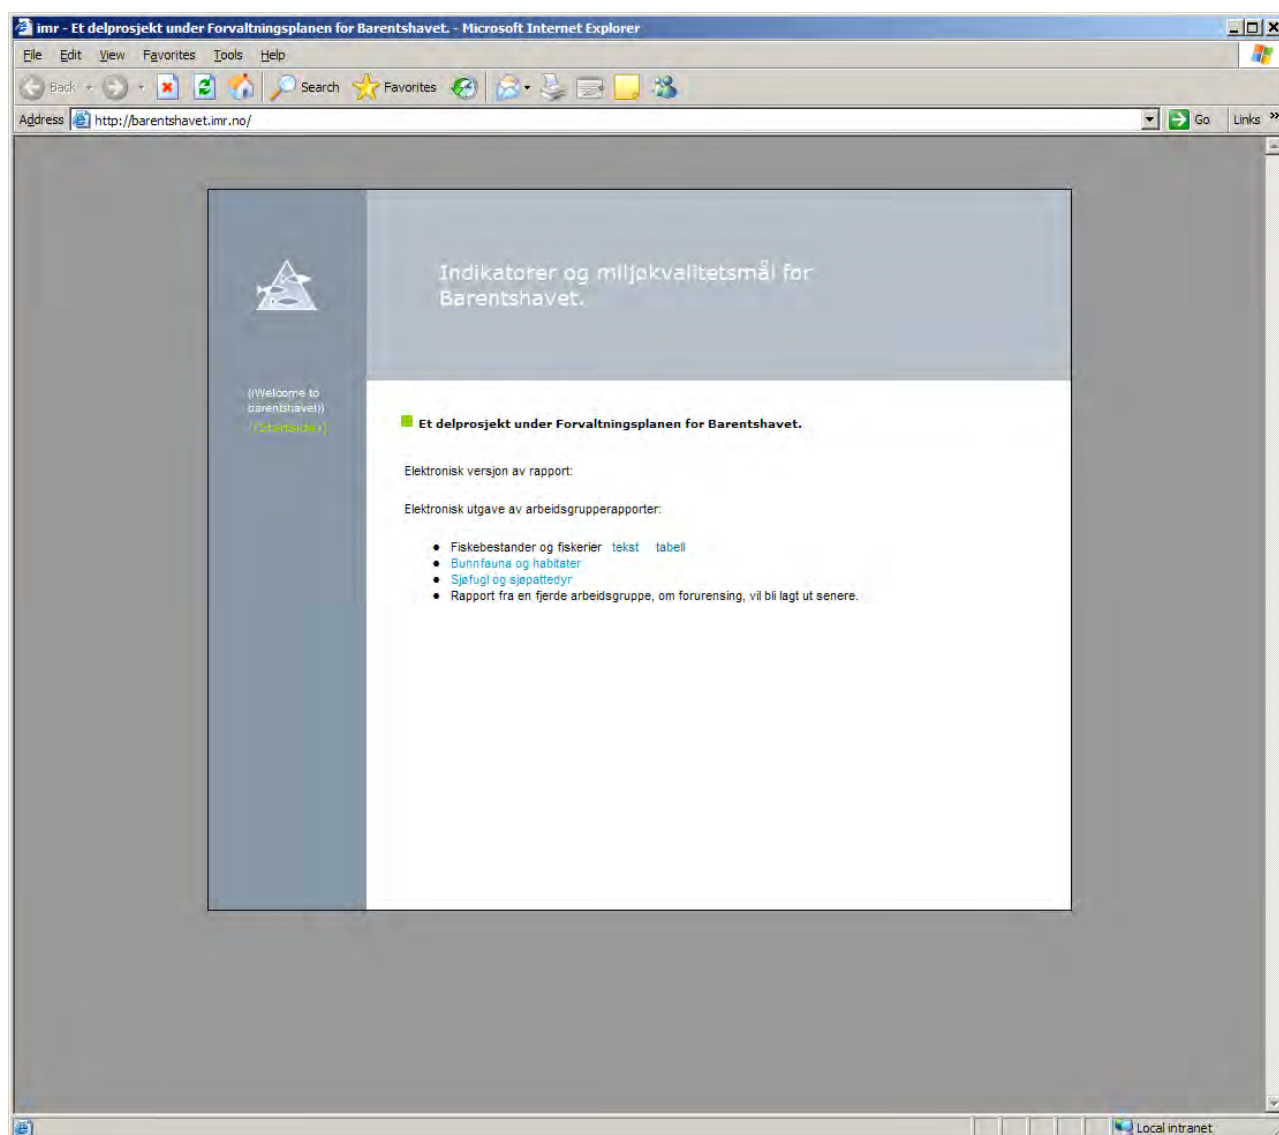 imr - Et delprosjekt under Forvaltningsplanen for Barentshavet. - Microsoft Internet Explorer
File Edit View Favorites Tools Help
Back Search Favorites
Address http://barentshavet.imr.no/ Go Links »
Indikatorer og miljøkvalitetsmål for
Barentshavet.
((Welcome to
barentshavet))
((Startside))
Et delprosjekt under Forvaltningsplanen for Barentshavet.
Elektronisk versjon av rapport:
Elektronisk utgave av arbeidsgrupperapporter:
● Fiskebestander og fiskerier tekst tabell
● Bunnfauna og habitater
● Sjøfugl og sjøpattedyr
● Rapport fra en fjerde arbeidsgruppe, om forurensing, vil bli lagt ut senere.
Local intranet